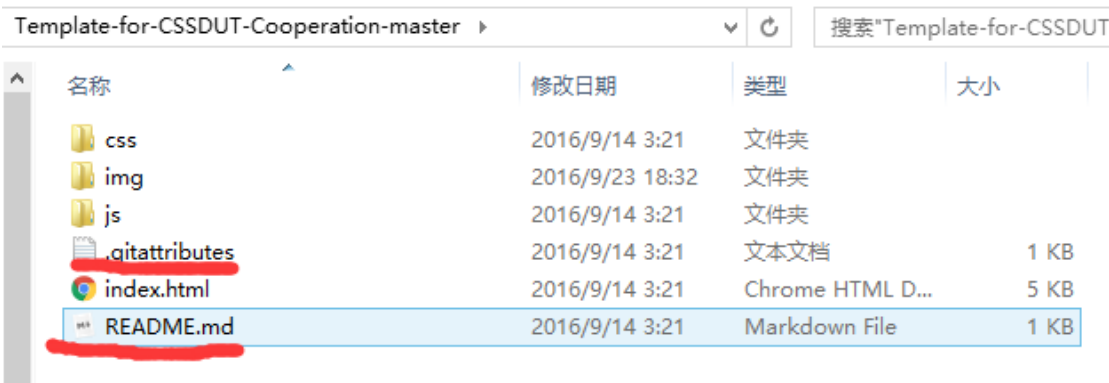 Template-for-CSSDUT-Cooperation-master
搜索"Template-for-CSSDUT
名称 修改日期 类型 大小
css 2016/9/14 3:21 文件夹
img 2016/9/23 18:32 文件夹
js 2016/9/14 3:21 文件夹
.gitattributes 2016/9/14 3:21 文本文档 1 KB
index.html 2016/9/14 3:21 Chrome HTML D... 5 KB
README.md 2016/9/14 3:21 Markdown File 1 KB